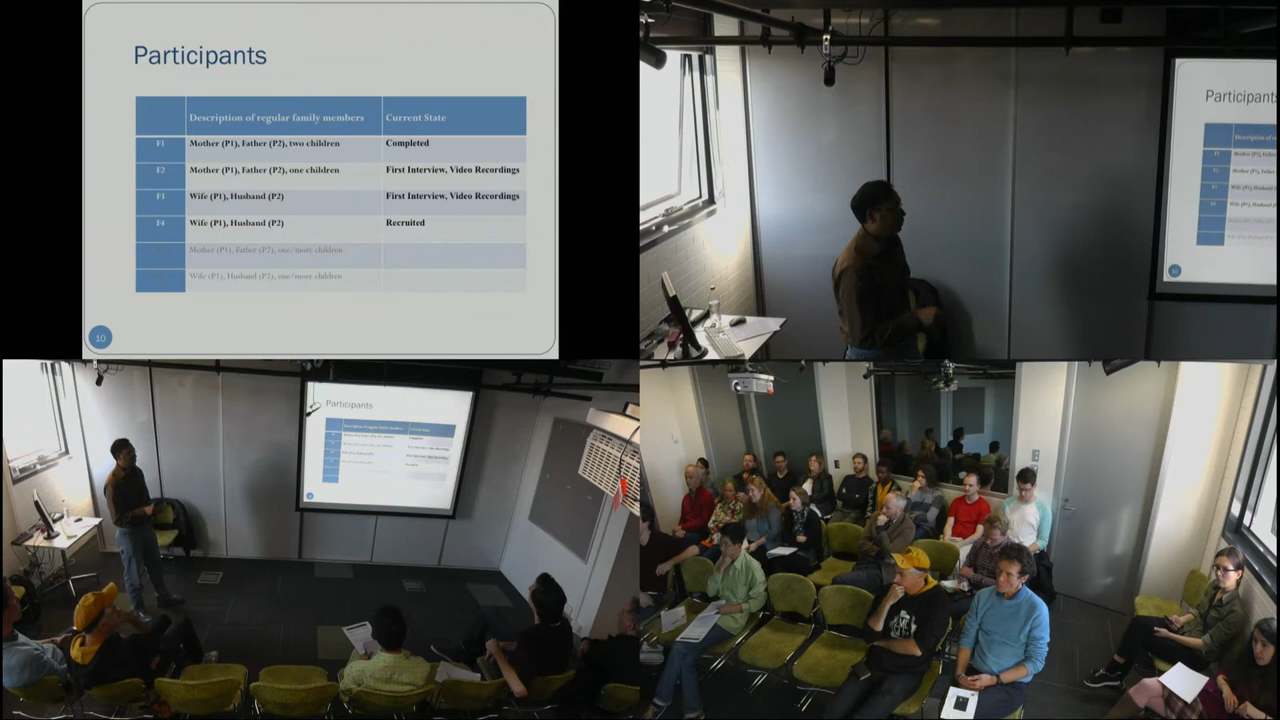 Participants
Description of regular family members Current State
F1 Mother (P1), Father (P2), two children Completed
F2 Mother (P1), Father (P2), one children First Interview, Video Recordings
F3 Wife (P1), Husband (P2) First Interview, Video Recordings
F4 Wife (P1), Husband (P2) Recruited
Mother (P1), Father (P2), one/more children
Wife (P1), Husband (P2), one/more children
10
Participants
Participants